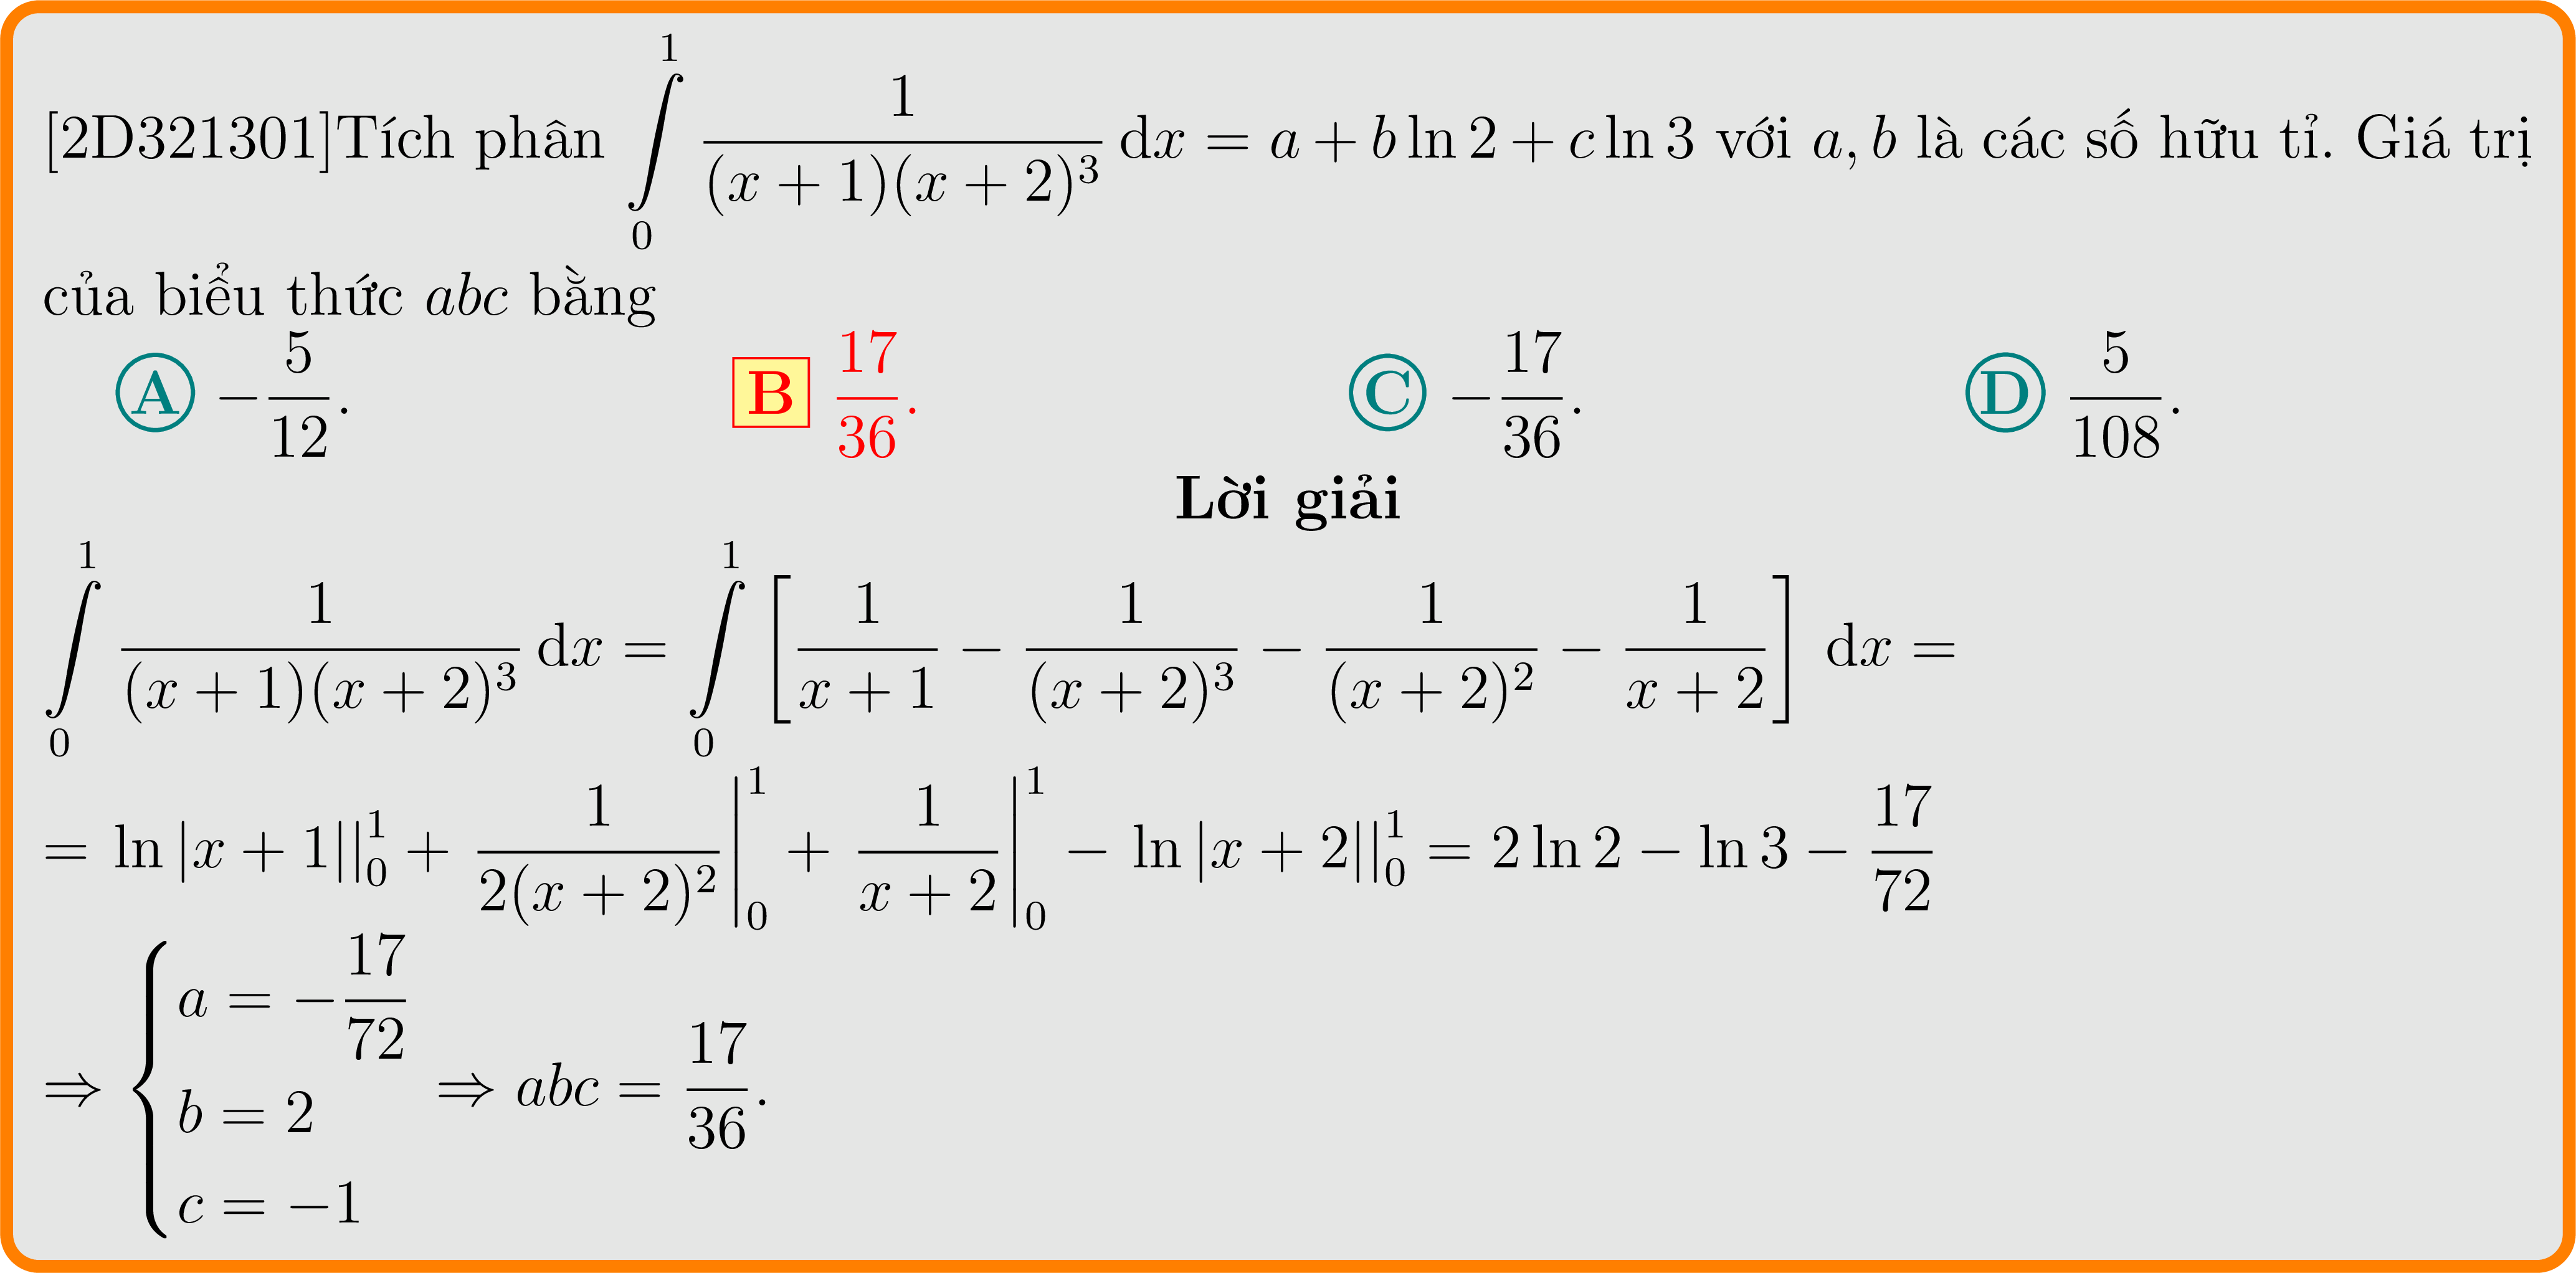 [2D321301]Tích phân $\int\limits_0^1 \frac{1}{(x+1)(x+2)^3}\,\mathrm{d}x = a + b\ln 2 + c\ln 3$ với $a, b$ là các số hữu tỉ. Giá trị
của biểu thức $abc$ bằng
A $-\frac{5}{12}$. B $\frac{17}{36}$. C $-\frac{17}{36}$. D $\frac{5}{108}$.
Lời giải
$\int\limits_0^1 \frac{1}{(x+1)(x+2)^3}\,\mathrm{d}x = \int\limits_0^1 \left[\frac{1}{x+1} - \frac{1}{(x+2)^3} - \frac{1}{(x+2)^2} - \frac{1}{x+2}\right]\,\mathrm{d}x =$
$= \ln|x+1|\big|_0^1 + \frac{1}{2(x+2)^2}\Big|_0^1 + \frac{1}{x+2}\Big|_0^1 - \ln|x+2|\big|_0^1 = 2\ln 2 - \ln 3 - \frac{17}{72}$
$\Rightarrow \begin{cases} a = -\frac{17}{72} \\ b = 2 \\ c = -1 \end{cases} \Rightarrow abc = \frac{17}{36}.$